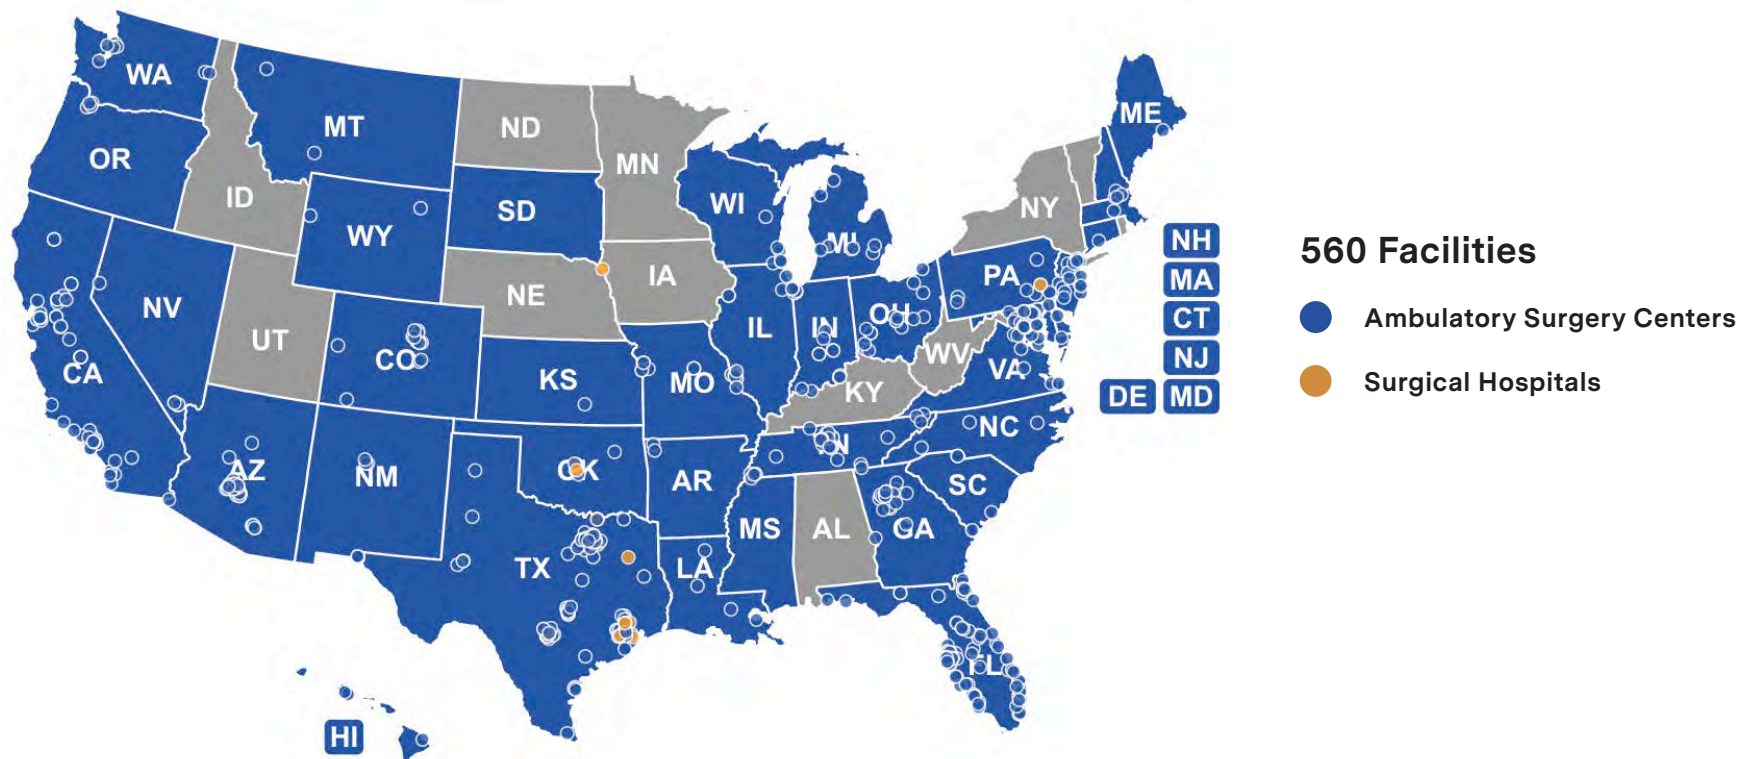 WA
MT
ND
MN
ME
OR
ID
SD
WI
MI
NY
WY
NH
PA
MA
NV
NE
IA
CT
UT
CO
IL
IN
OH
NJ
CA
KS
MO
WV
VA
KY
DE
MD
NC
AZ
NM
OK
TN
AR
SC
MS
AL
GA
TX
LA
FL
HI
560 Facilities
Ambulatory Surgery Centers
Surgical Hospitals